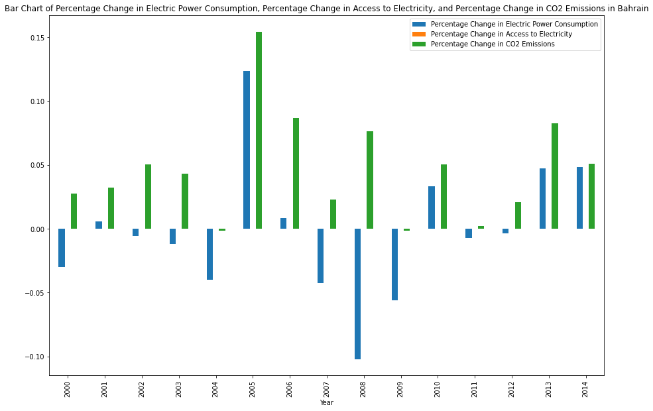 Bar Chart of Percentage Change in Electric Power Consumption, Percentage Change in Access to Electricity, and Percentage Change in CO2 Emissions in Bahrain
Percentage Change in Electric Power Consumption
Percentage Change in Access to Electricity
Percentage Change in CO2 Emissions
0.15
0.10
0.05
0.00
−0.05
−0.10
2000 2001 2002 2003 2004 2005 2006 2007 2008 2009 2010 2011 2012 2013 2014
Year